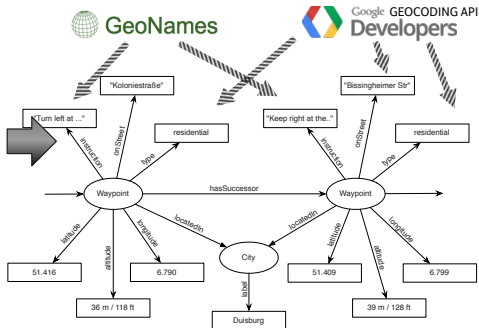 GeoNames
Google GEOCODING API
Developers
"Koloniestraße"
"Bissingheimer Str"
"Turn left at ..."
residential
"Keep right at the.."
residential
instruction
onStreet
type
instruction
onStreet
type
Waypoint
hasSuccessor
Waypoint
latitude
altitude
longitude
locatedIn
locatedIn
latitude
altitude
longitude
City
51.416
6.790
51.409
6.799
label
36 m / 118 ft
39 m / 128 ft
Duisburg